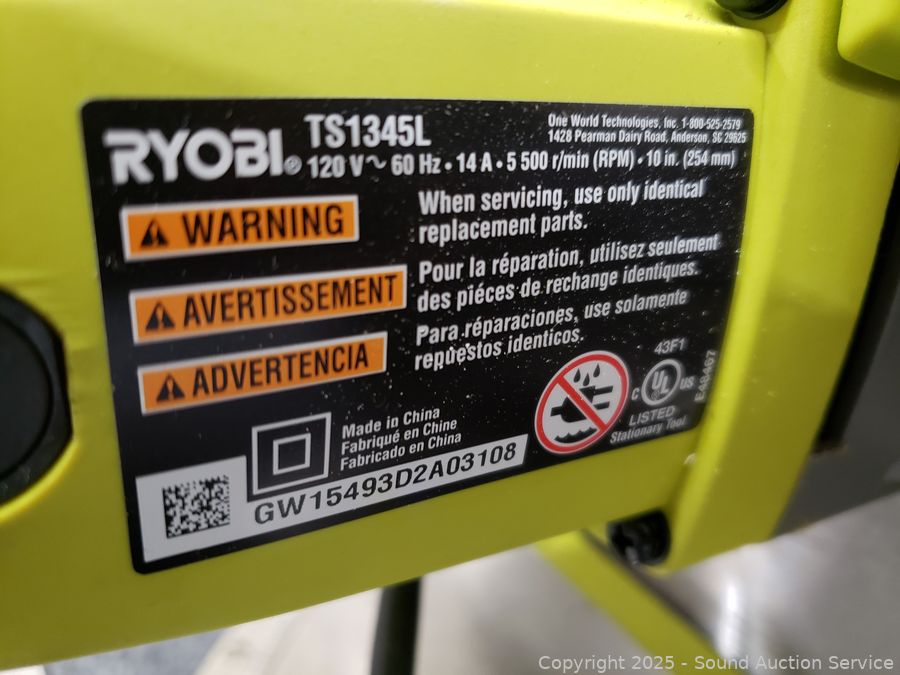 RYOBI® TS1345L
One World Technologies, Inc. 1-800-525-2579
1428 Pearman Dairy Road, Anderson, SC 29625
120 V~ 60 Hz • 14 A • 5 500 r/min (RPM) • 10 in. (254 mm)
WARNING
When servicing, use only identical
replacement parts.
AVERTISSEMENT
Pour la réparation, utilisez seulement
des piéces de rechange identiques.
ADVERTENCIA
Para reparaciones, use solamente
repuestos identicos.
43F1
C UL US
LISTED
Stationary Tool
E48467
Made in China
Fabriqué en Chine
Fabricado en China
GW15493D2A03108
Copyright © 2025 - Sound Auction Service